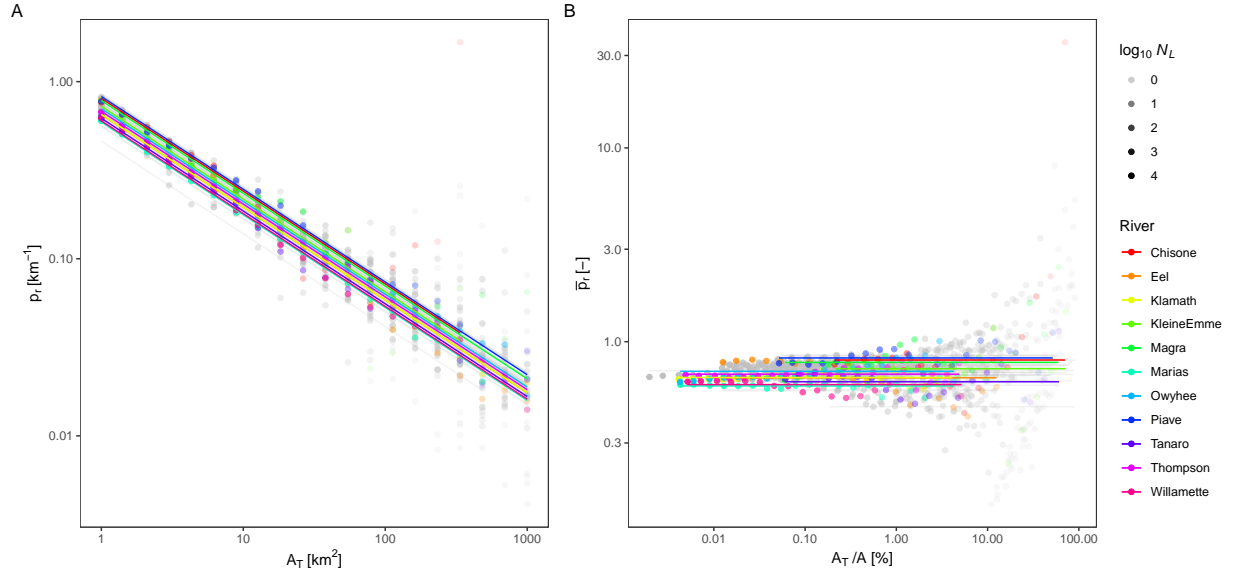 A
B
p_r [km⁻¹]
1.00
0.10
0.01
1
10
100
1000
A_T [km²]
p̅_r [−]
30.0
10.0
3.0
1.0
0.3
0.01
0.10
1.00
10.00
100.00
A_T /A [%]
log₁₀ N_L
0
1
2
3
4
River
Chisone
Eel
Klamath
KleineEmme
Magra
Marias
Owyhee
Piave
Tanaro
Thompson
Willamette